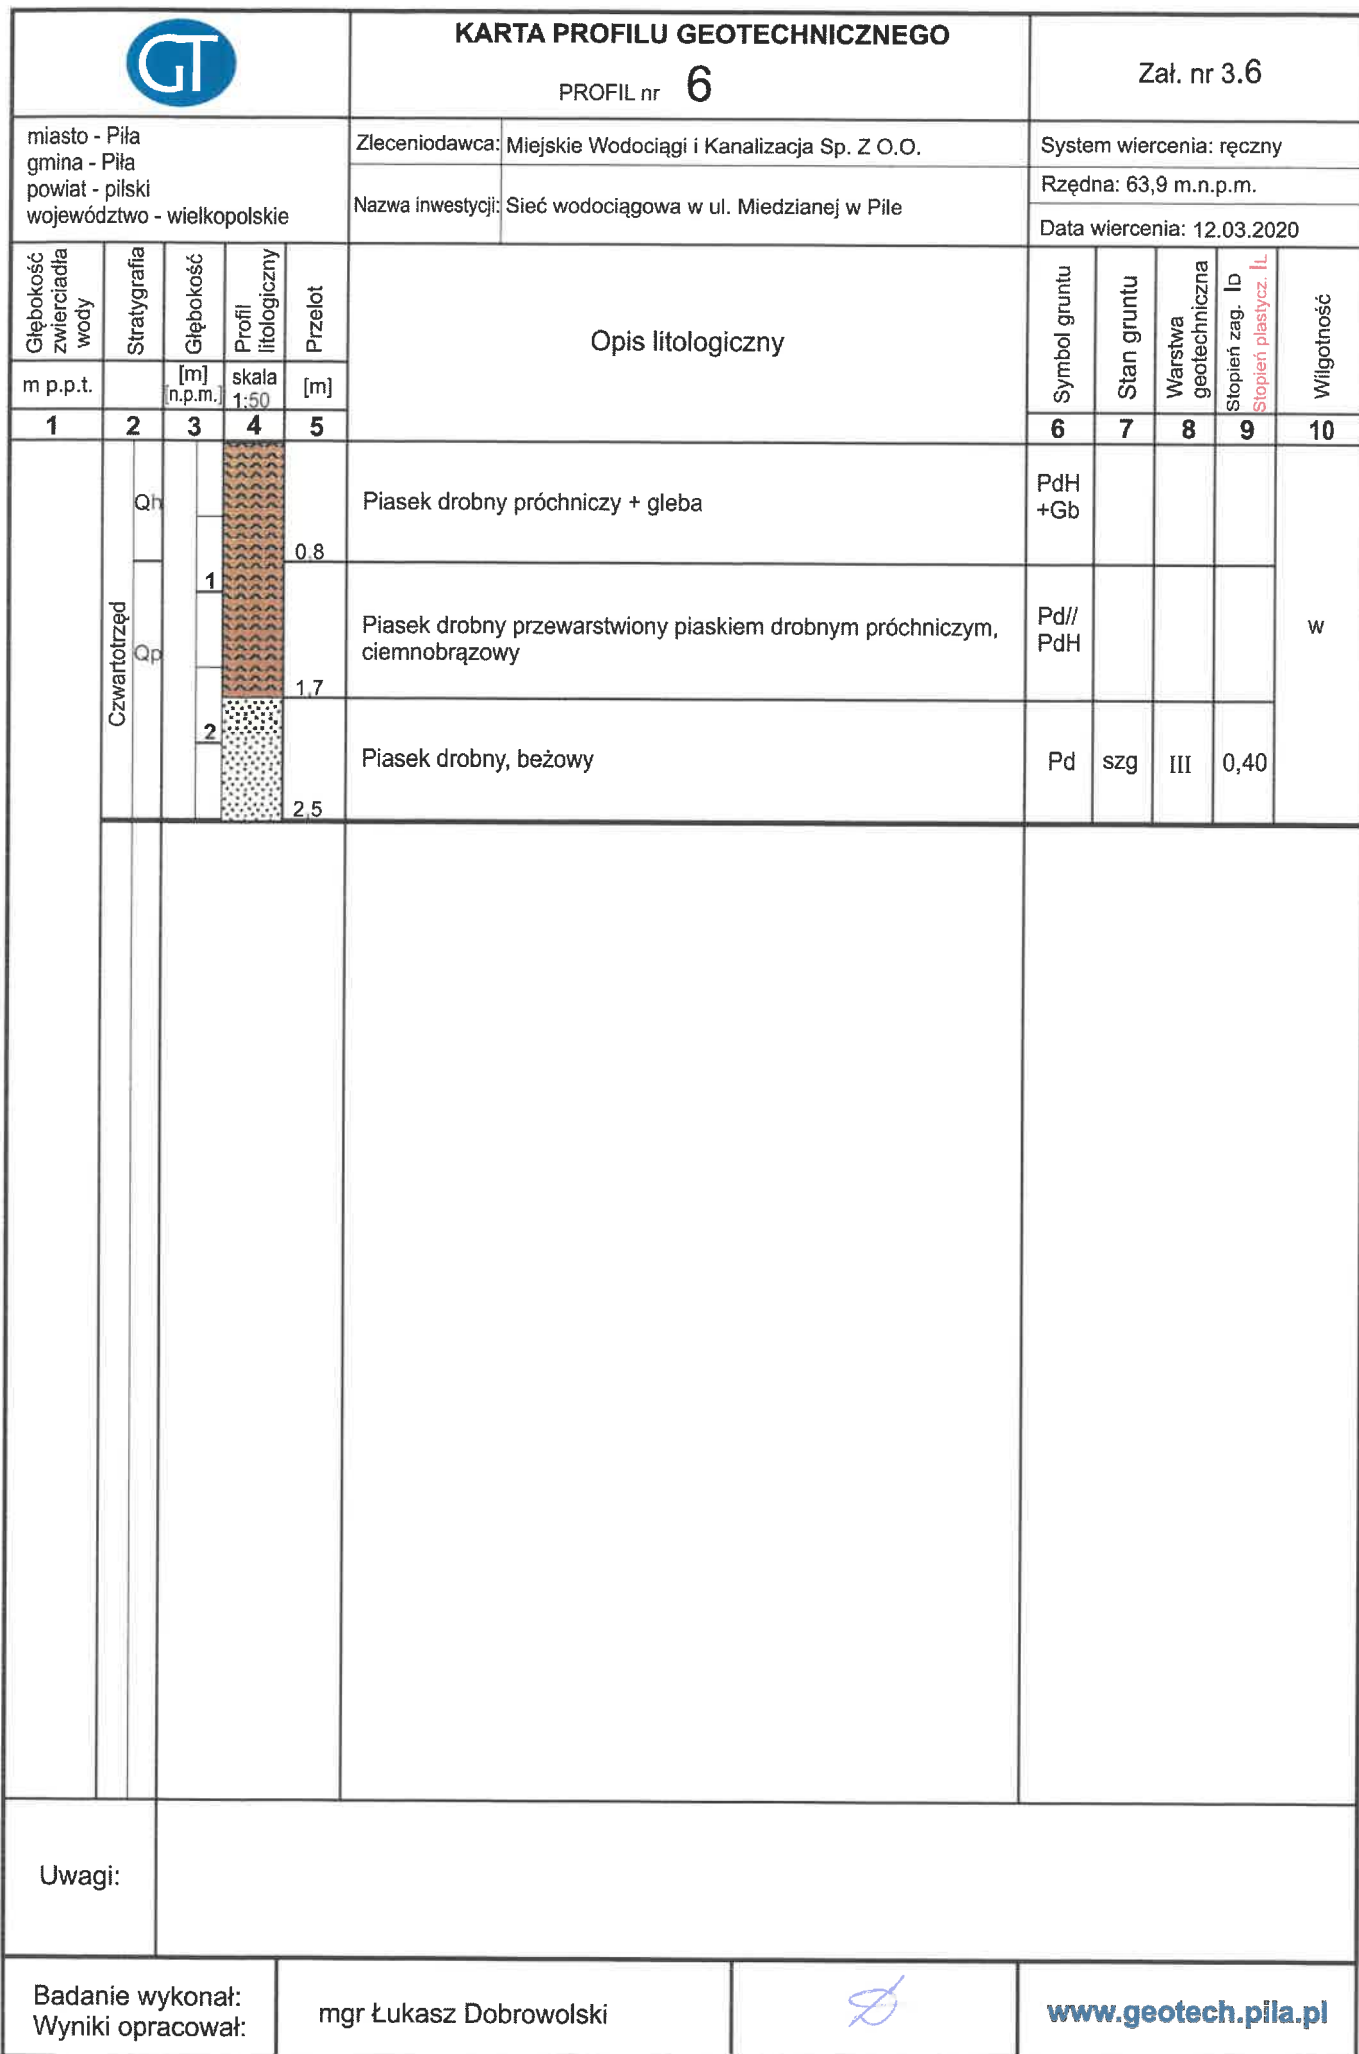 GT
KARTA PROFILU GEOTECHNICZNEGO
PROFIL nr 6
Zał. nr 3.6
miasto - Piła
gmina - Piła
powiat - pilski
województwo - wielkopolskie
Zleceniodawca: Miejskie Wodociągi i Kanalizacja Sp. Z O.O.
Nazwa inwestycji: Sieć wodociągowa w ul. Miedzianej w Pile
System wiercenia: ręczny
Rzędna: 63,9 m.n.p.m.
Data wiercenia: 12.03.2020
Głębokość
zwierciadła
wody
m p.p.t.
Stratygrafia
Głębokość
[m]
[n.p.m.]
Profil
litologiczny
skala
1:50
Przelot
[m]
Opis litologiczny
Symbol gruntu
Stan gruntu
Warstwa
geotechniczna
Stopień zag. ID
Stopień plastycz. IL
Wilgotność
1 2 3 4 5 6 7 8 9 10
Czwartotrzęd
Qh
Qp
1
2
0,8
Piasek drobny próchniczy + gleba
PdH
+Gb
1,7
Piasek drobny przewarstwiony piaskiem drobnym próchniczym,
ciemnobrązowy
Pd//
PdH
w
2,5
Piasek drobny, beżowy
Pd szg III 0,40
Uwagi:
Badanie wykonał:
Wyniki opracował:
mgr Łukasz Dobrowolski
www.geotech.pila.pl